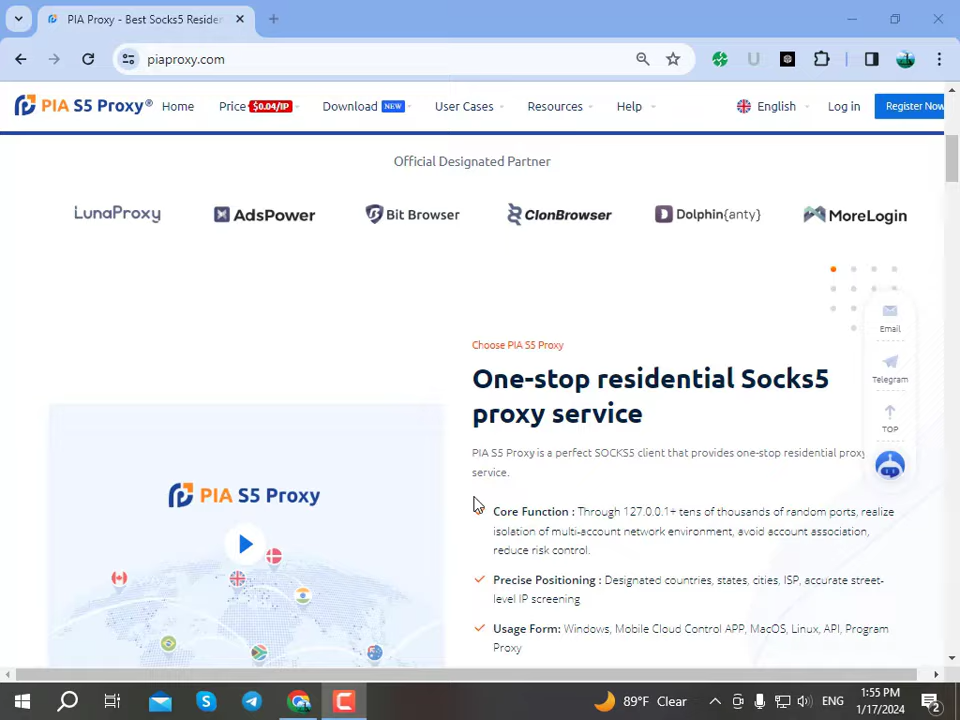 PIA Proxy - Best Socks5 Reside
piaproxy.com
PIA S5 Proxy® Home Price $0.04/IP Download NEW User Cases Resources Help English Log in Register Now
Official Designated Partner
LunaProxy AdsPower Bit Browser ClonBrowser Dolphin{anty} MoreLogin
Email
Telegram
TOP
Choose PIA S5 Proxy
One-stop residential Socks5
proxy service
PIA S5 Proxy is a perfect SOCKS5 client that provides one-stop residential proxy
service.
Core Function : Through 127.0.0.1+ tens of thousands of random ports, realize
isolation of multi-account network environment, avoid account association,
reduce risk control.
Precise Positioning : Designated countries, states, cities, ISP, accurate street-
level IP screening
Usage Form: Windows, Mobile Cloud Control APP, MacOS, Linux, API, Program
Proxy
PIA S5 Proxy
89°F Clear ENG 1:55 PM
1/17/2024
2